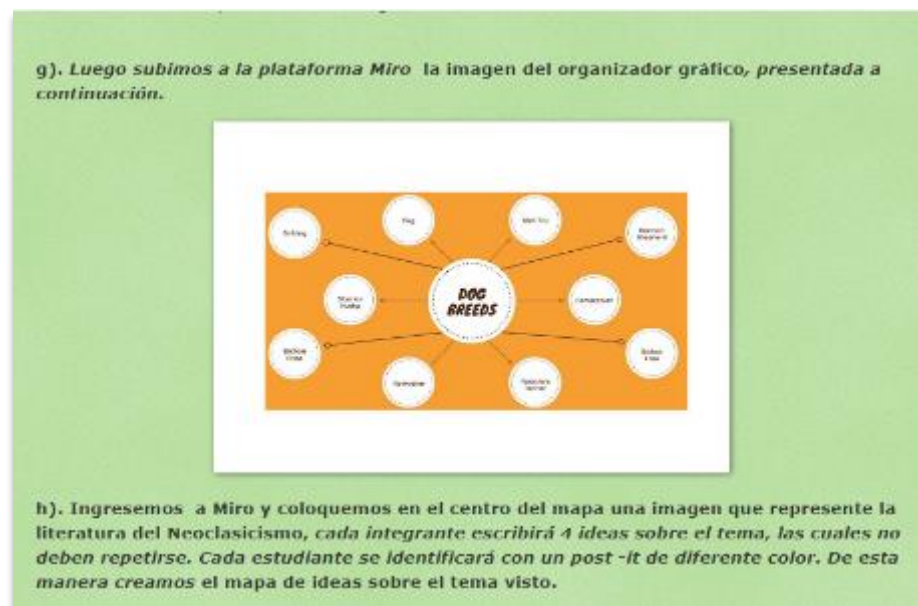 g). Luego subimos a la plataforma Miro la imagen del organizador gráfico, presentada a
continuación.
Pug
DOG
BREEDS
h). Ingresemos a Miro y coloquemos en el centro del mapa una imagen que represente la
literatura del Neoclasicismo, cada integrante escribirá 4 ideas sobre el tema, las cuales no
deben repetirse. Cada estudiante se identificará con un post -it de diferente color. De esta
manera creamos el mapa de ideas sobre el tema visto.